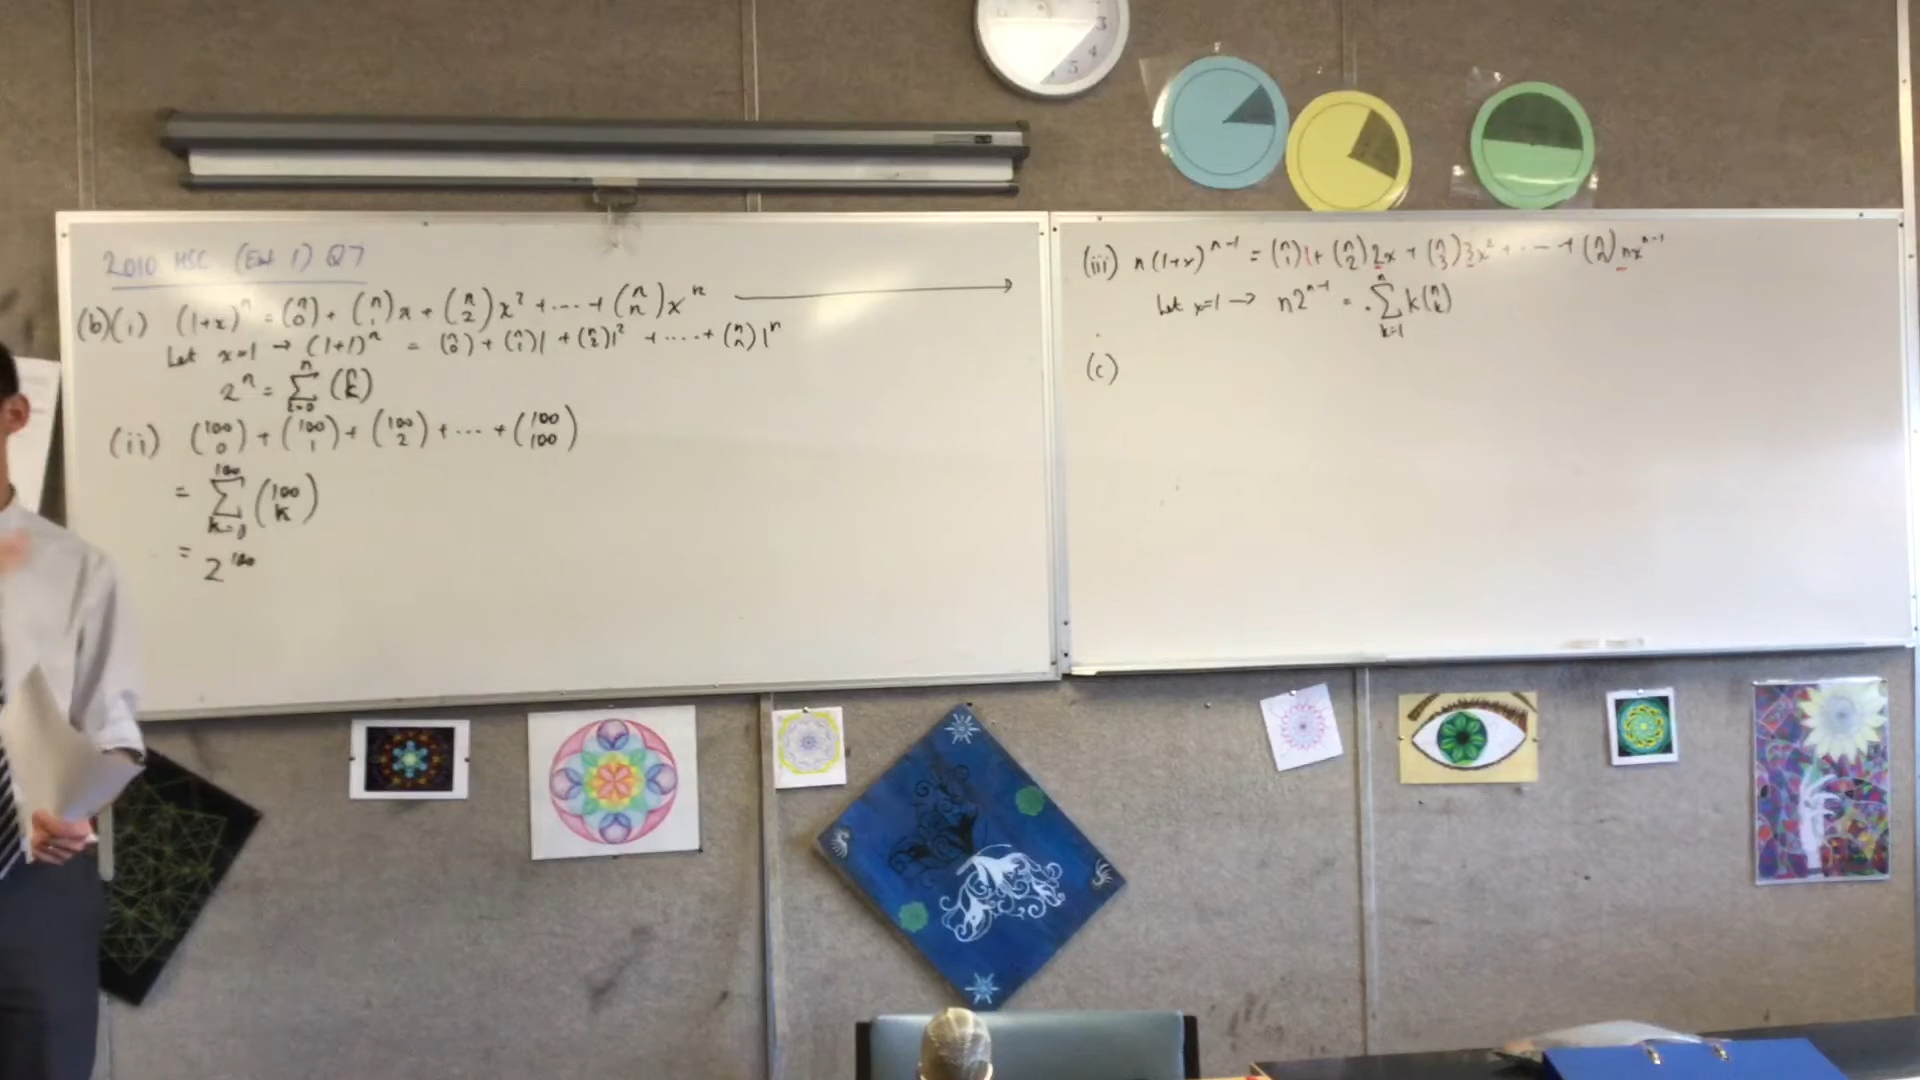 2010 HSC (Ext 1) Q7
(b)(i) (1+x)^n = (n 0) + (n 1)x + (n 2)x^2 + ... + (n n)x^n
Let x=1 → (1+1)^n = (n 0) + (n 1)1 + (n 2)1^2 + .... + (n n)1^n
2^n = Σ_{k=0}^{n} (n k)
(ii) (100 0) + (100 1) + (100 2) + ... + (100 100)
= Σ_{k=0}^{100} (100 k)
= 2^100
(iii) n(1+x)^{n-1} = (n 1)1 + (n 2)2x + (n 3)3x^2 + ... + (n n)nx^{n-1}
Let x=1 → n2^{n-1} = Σ_{k=1}^{n} k(n k)
(c)
3
4
5